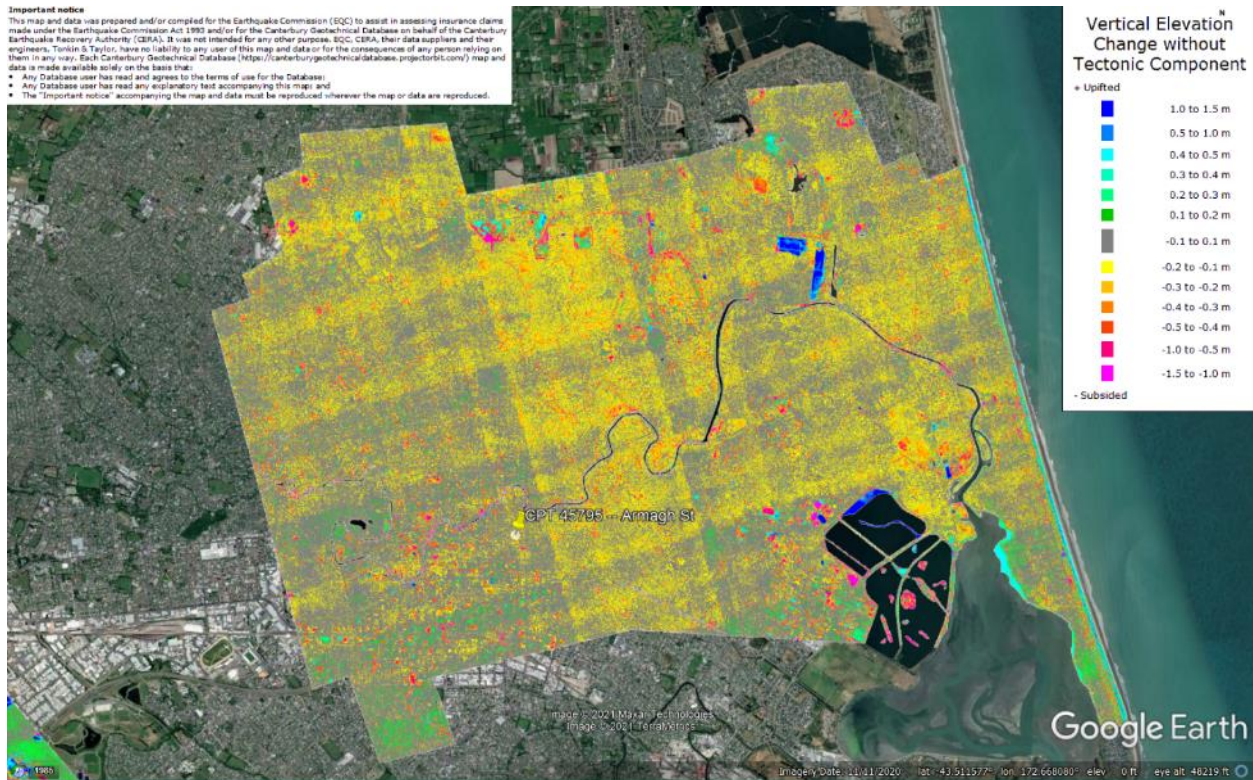 Important notice
This map and data was prepared and/or compiled for the Earthquake Commission (EQC) to assist in assessing insurance claims
made under the Earthquake Commission Act 1993 and/or for the Canterbury Geotechnical Database on behalf of the Canterbury
Earthquake Recovery Authority (CERA). It was not intended for any other purpose. EQC, CERA, their data suppliers and their
engineers, Tonkin & Taylor, have no liability to any user of this map and data or for the consequences of any person relying on
them in any way. Each Canterbury Geotechnical Database (https://canterburygeotechnicaldatabase.projectorbit.com/) map and
data is made available solely on the basis that:
• Any Database user has read and agrees to the terms of use for the Database;
• Any Database user has read any explanatory text accompanying this map; and
• The "Important notice" accompanying the map and data must be reproduced wherever the map or data are reproduced.
N
Vertical Elevation
Change without
Tectonic Component
+ Uplifted
1.0 to 1.5 m
0.5 to 1.0 m
0.4 to 0.5 m
0.3 to 0.4 m
0.2 to 0.3 m
0.1 to 0.2 m
-0.1 to 0.1 m
-0.2 to -0.1 m
-0.3 to -0.2 m
-0.4 to -0.3 m
-0.5 to -0.4 m
-1.0 to -0.5 m
-1.5 to -1.0 m
- Subsided
CPT 45795 -- Armagh St
Image © 2021 Maxar Technologies
Image © 2021 TerraMetrics
Google Earth
1986
Imagery Date: 11/11/2020 lat -43.511577° lon 172.668080° elev 0 ft eye alt 48219 ft